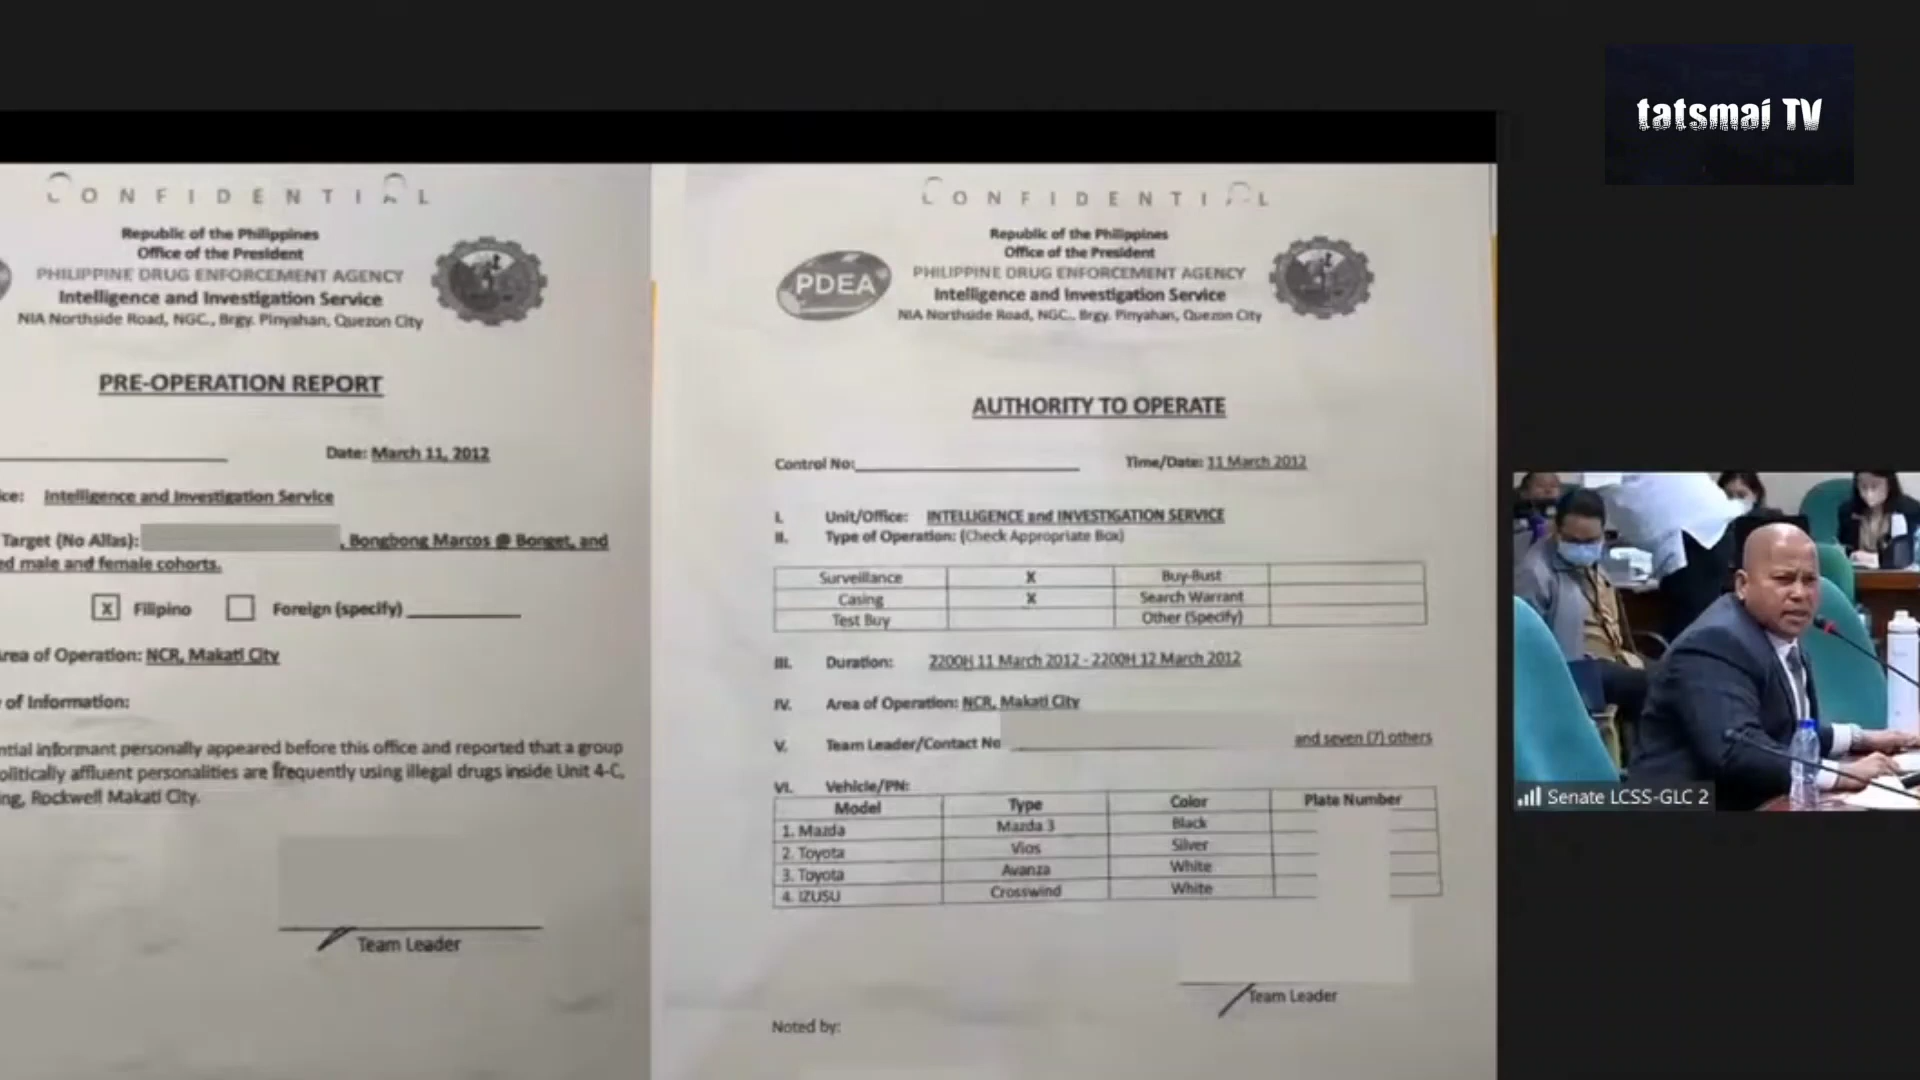 tatsmai TV
CONFIDENTIAL
Republic of the Philippines
Office of the President
PHILIPPINE DRUG ENFORCEMENT AGENCY
Intelligence and Investigation Service
NIA Northside Road, NGC., Brgy. Pinyahan, Quezon City
PRE-OPERATION REPORT
Date: March 11, 2012
ice: Intelligence and Investigation Service
Target (No Alias): , Bongbong Marcos @ Bonget, and
ed male and female cohorts.
X Filipino Foreign (specify)
Area of Operation: NCR, Makati City
of Information:
ntial informant personally appeared before this office and reported that a group
olitically affluent personalities are frequently using illegal drugs inside Unit 4-C,
ing, Rockwell Makati City.
Team Leader
CONFIDENTIAL
Republic of the Philippines
Office of the President
PHILIPPINE DRUG ENFORCEMENT AGENCY
Intelligence and Investigation Service
NIA Northside Road, NGC., Brgy. Pinyahan, Quezon City
PDEA
AUTHORITY TO OPERATE
Control No: Time/Date: 11 March 2012
I. Unit/Office: INTELLIGENCE and INVESTIGATION SERVICE
II. Type of Operation: (Check Appropriate Box)
Surveillance X Buy-Bust
Casing X Search Warrant
Test Buy Other (Specify)
III. Duration: 2200H 11 March 2012 - 2200H 12 March 2012
IV. Area of Operation: NCR, Makati City
V. Team Leader/Contact No and seven (7) others
VI. Vehicle/PN:
Model Type Color Plate Number
1. Mazda Mazda 3 Black
2. Toyota Vios Silver
3. Toyota Avanza White
4. IZUSU Crosswind White
Team Leader
Noted by:
Senate LCSS-GLC 2